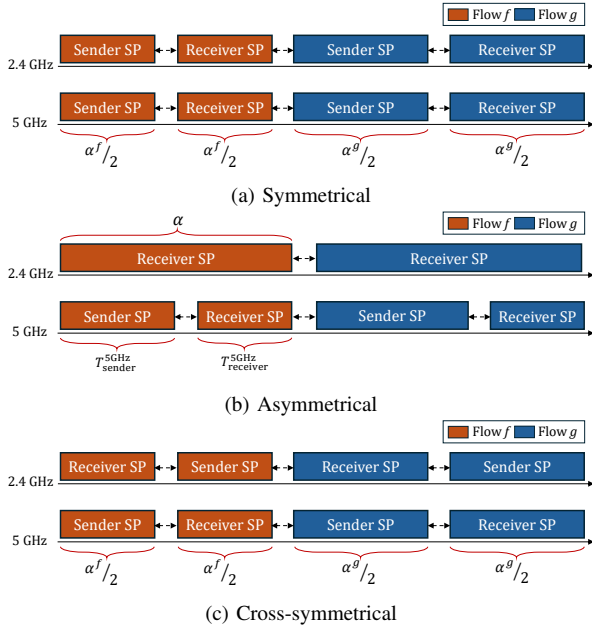 Flow f Flow g
Sender SP Receiver SP Sender SP Receiver SP
2.4 GHz
Sender SP Receiver SP Sender SP Receiver SP
5 GHz
α^f/2 α^f/2 α^g/2 α^g/2
(a) Symmetrical
Flow f Flow g
α
Receiver SP Receiver SP
2.4 GHz
Sender SP Receiver SP Sender SP Receiver SP
5 GHz
T_sender^5GHz T_receiver^5GHz
(b) Asymmetrical
Flow f Flow g
Receiver SP Sender SP Receiver SP Sender SP
2.4 GHz
Sender SP Receiver SP Sender SP Receiver SP
5 GHz
α^f/2 α^f/2 α^g/2 α^g/2
(c) Cross-symmetrical